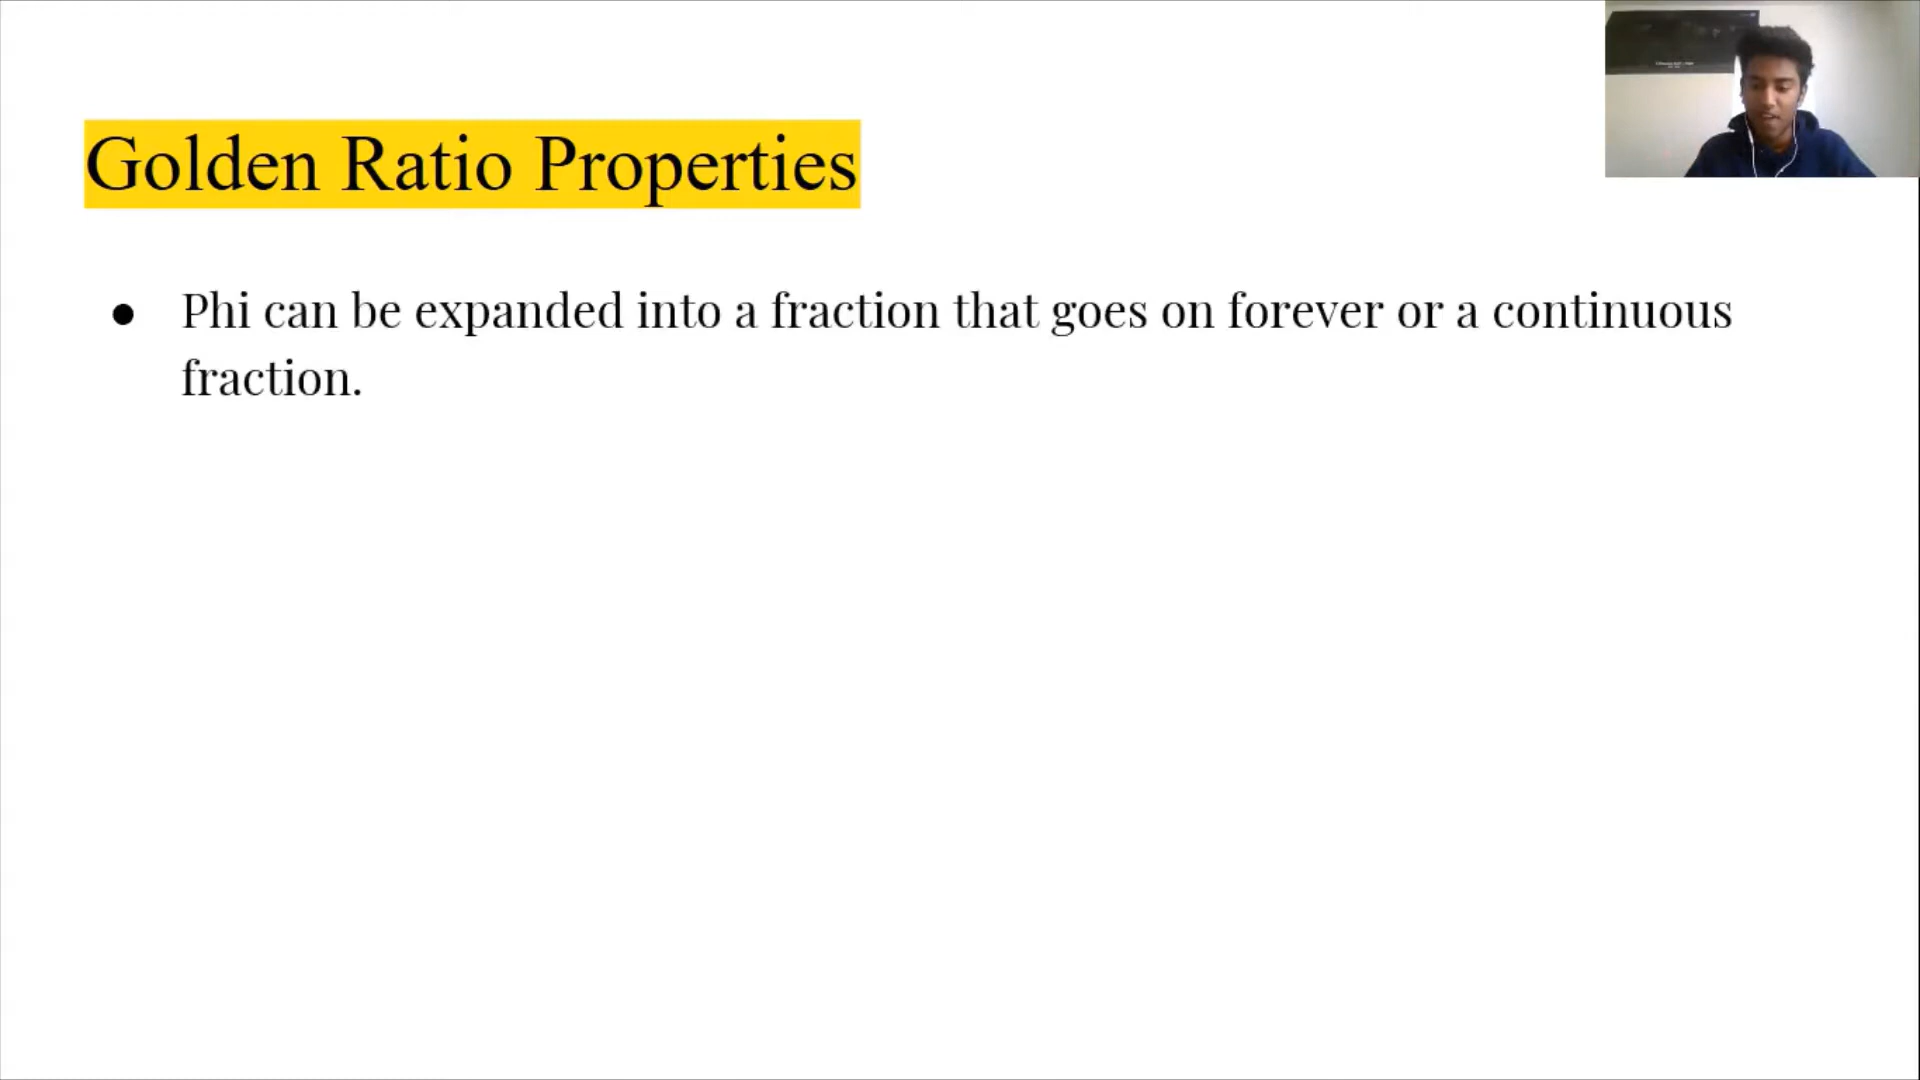 Golden Ratio Properties
● Phi can be expanded into a fraction that goes on forever or a continuous
fraction.